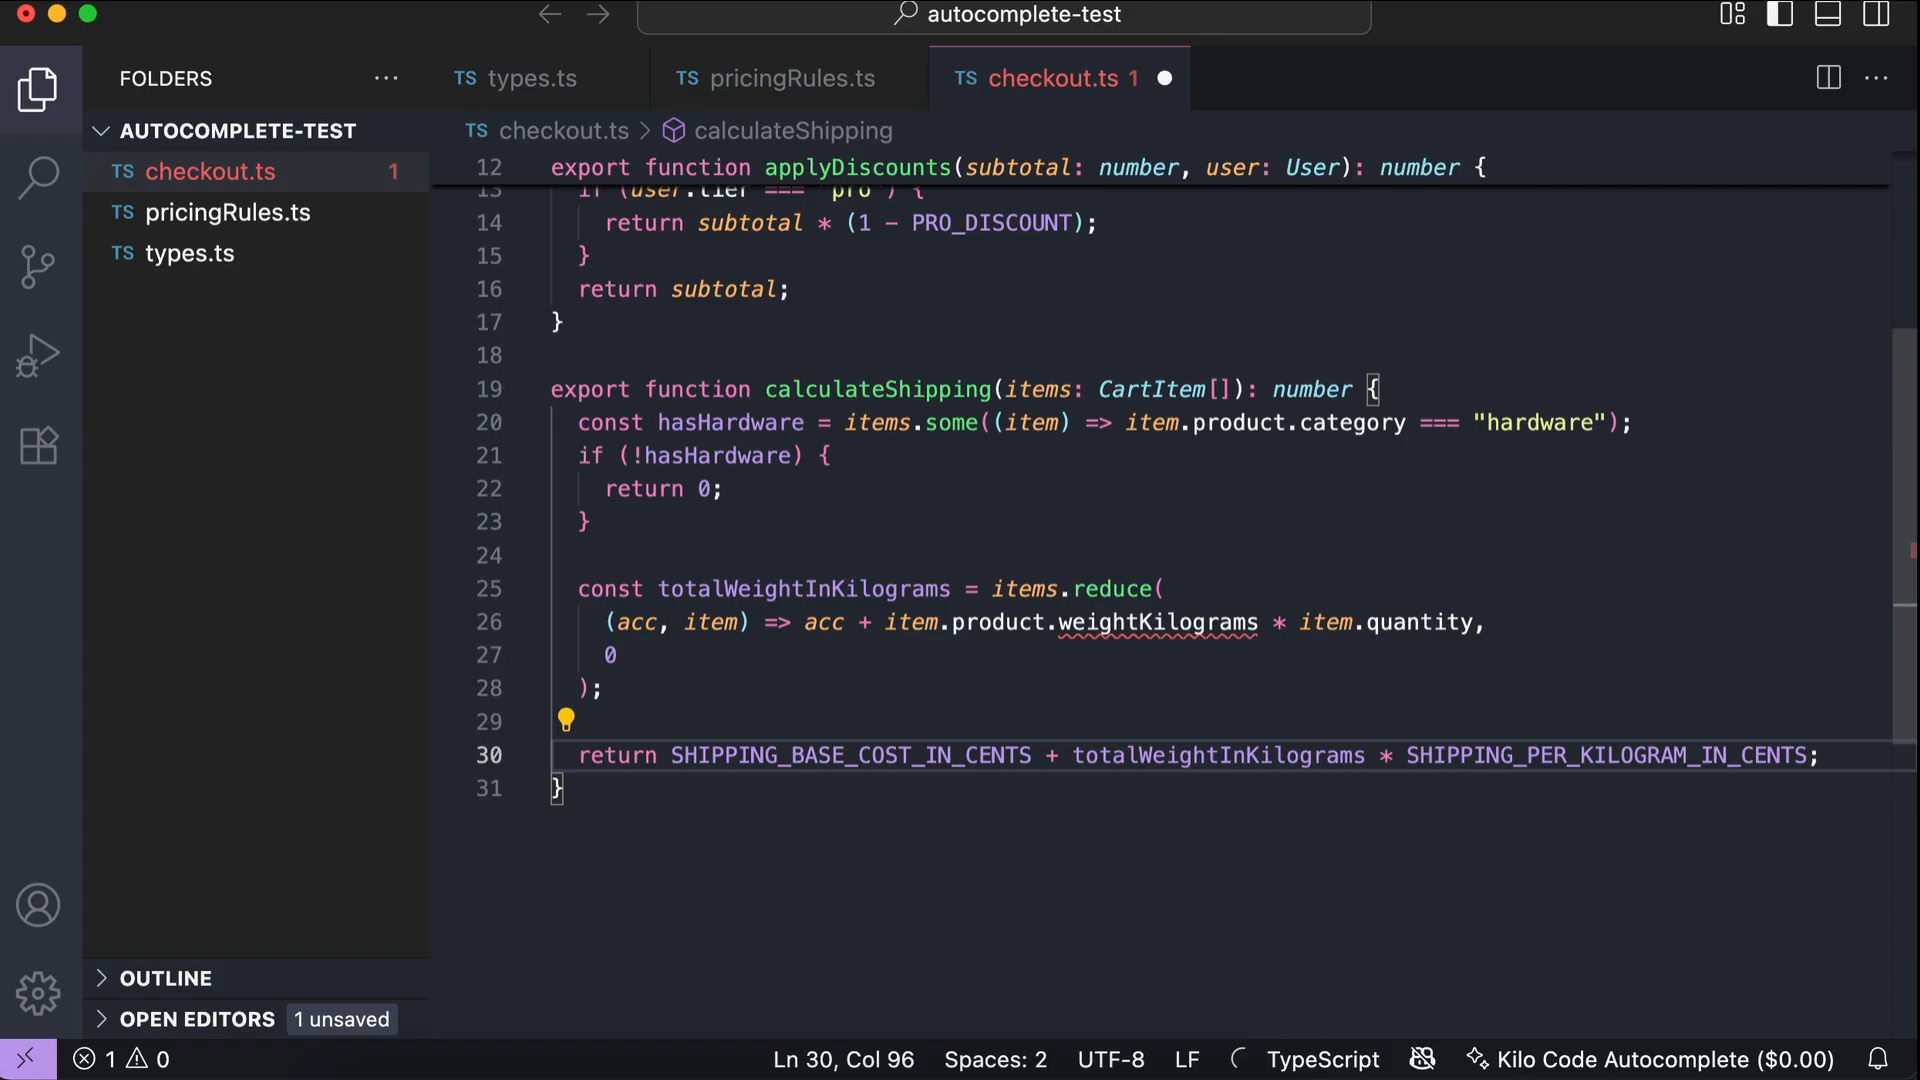 autocomplete-test
FOLDERS
TS types.ts
TS pricingRules.ts
TS checkout.ts 1
AUTOCOMPLETE-TEST
TS checkout.ts 1
TS pricingRules.ts
TS types.ts
TS checkout.ts > calculateShipping
12 export function applyDiscounts(subtotal: number, user: User): number {
13 if (user.tier === "pro") {
14 return subtotal * (1 - PRO_DISCOUNT);
15 }
16 return subtotal;
17 }
18
19 export function calculateShipping(items: CartItem[]): number {
20 const hasHardware = items.some((item) => item.product.category === "hardware");
21 if (!hasHardware) {
22 return 0;
23 }
24
25 const totalWeightInKilograms = items.reduce(
26 (acc, item) => acc + item.product.weightKilograms * item.quantity,
27 0
28 );
29
30 return SHIPPING_BASE_COST_IN_CENTS + totalWeightInKilograms * SHIPPING_PER_KILOGRAM_IN_CENTS;
31 }
OUTLINE
OPEN EDITORS 1 unsaved
1 0
Ln 30, Col 96 Spaces: 2 UTF-8 LF TypeScript Kilo Code Autocomplete ($0.00)